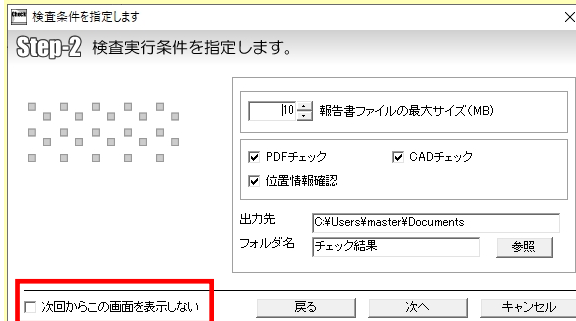 Check 検査条件を指定します
Step-2 検査実行条件を指定します。
10 報告書ファイルの最大サイズ(MB)
PDFチェック CADチェック
位置情報確認
出力先 C:¥Users¥master¥Documents
フォルダ名 チェック結果 参照
次回からこの画面を表示しない 戻る 次へ キャンセル